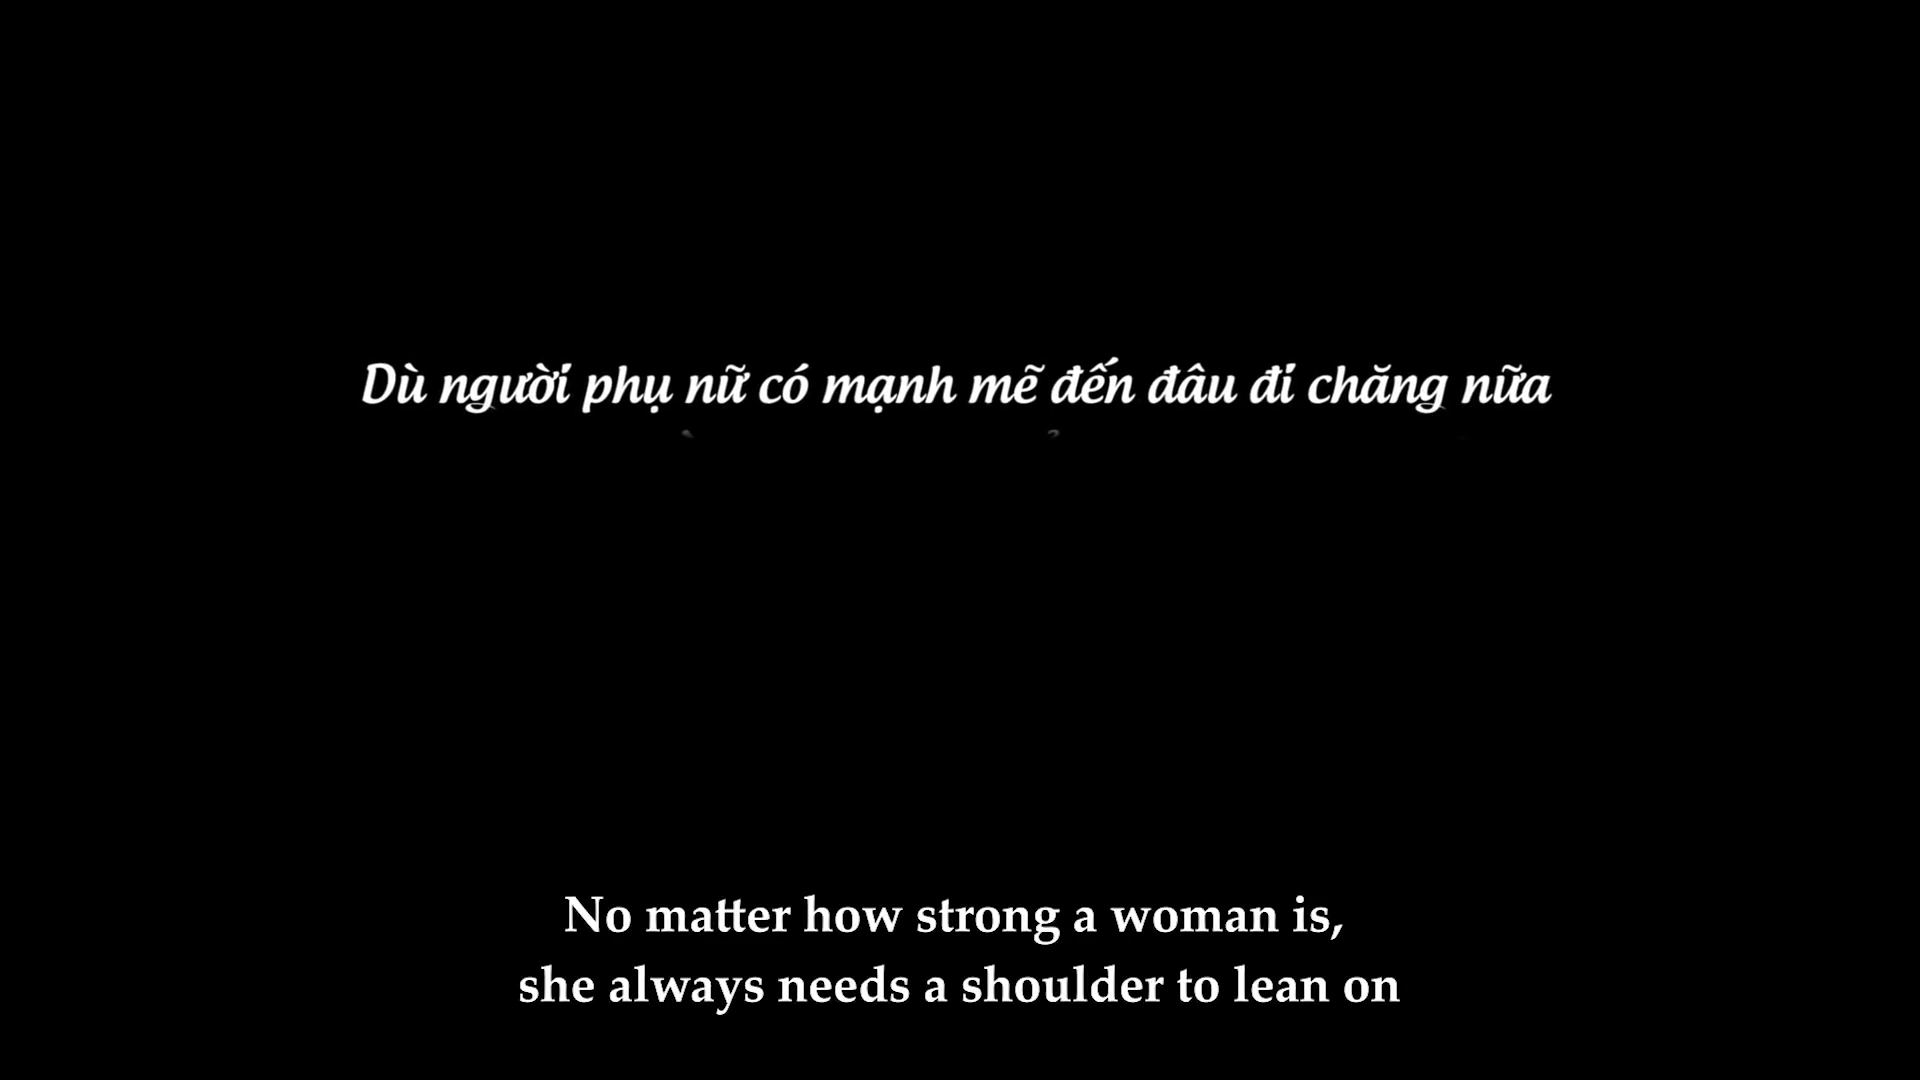 Dù người phụ nữ có mạnh mẽ đến đâu đi chăng nữa
No matter how strong a woman is,
she always needs a shoulder to lean on